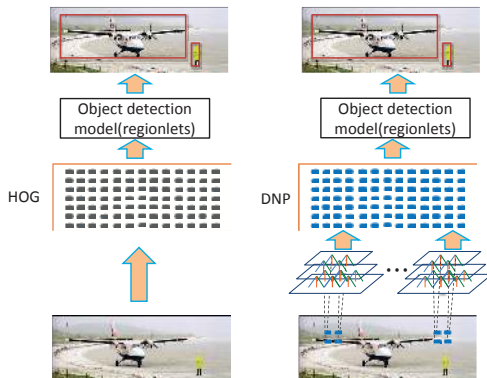 Object detection
model(regionlets)
Object detection
model(regionlets)
HOG
DNP
...